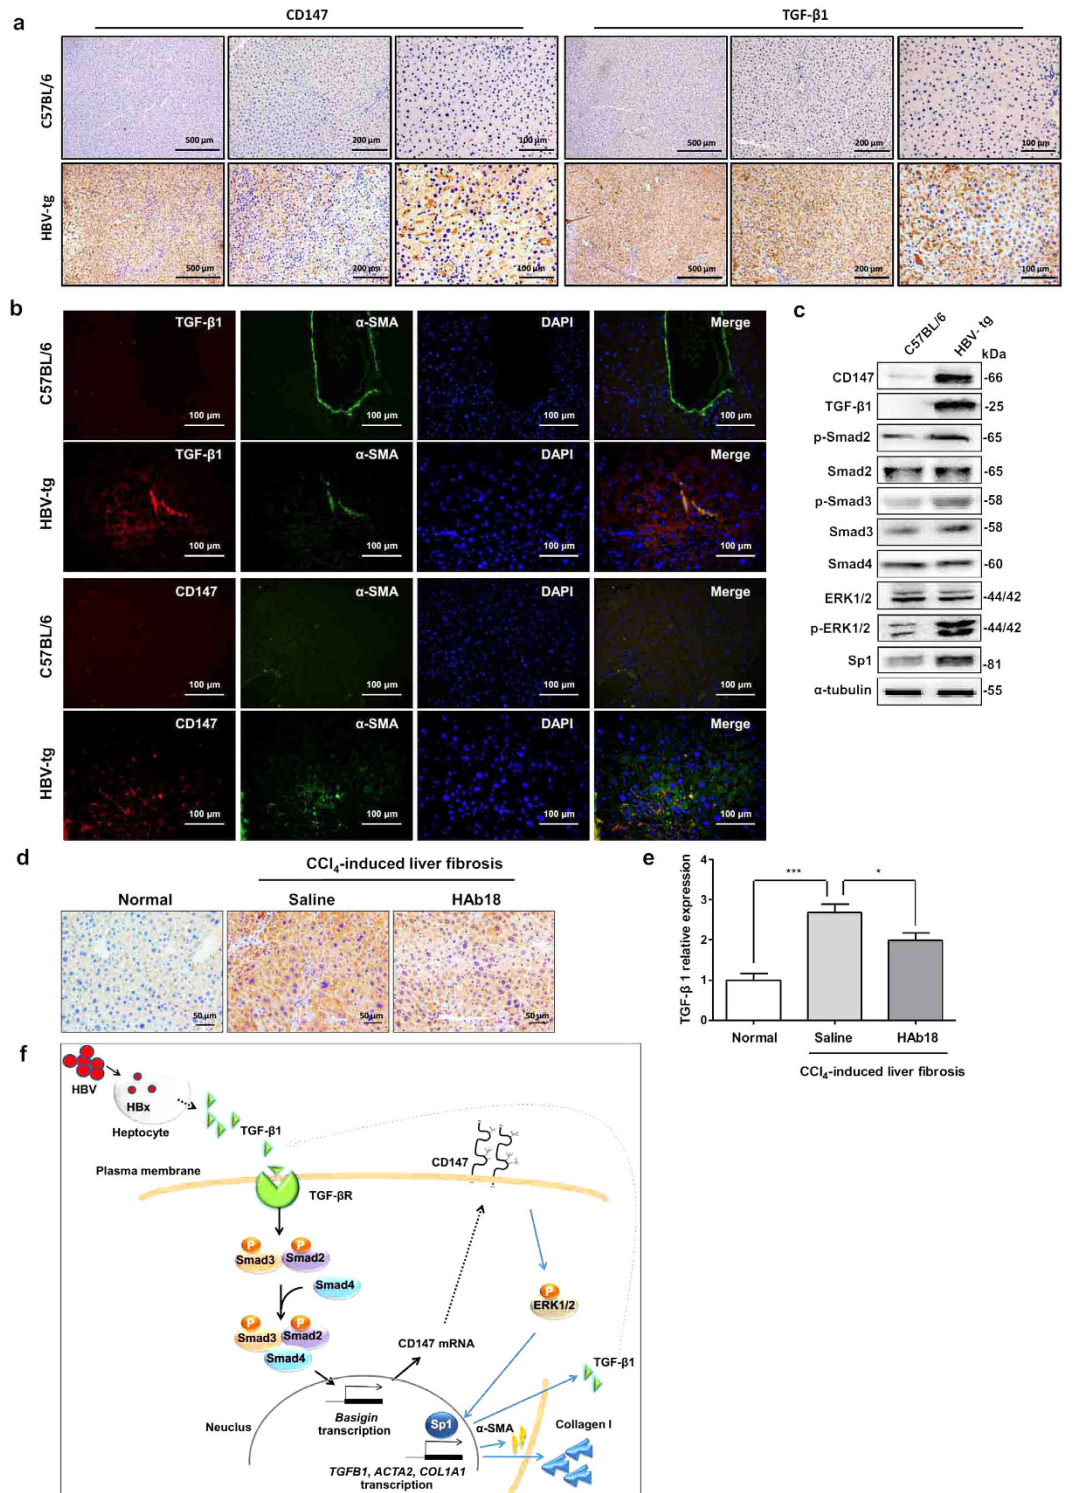 a
CD147
TGF-β1
C57BL/6
500 µm
200 µm
100 µm
500 µm
200 µm
100 µm
HBV-tg
500 µm
200 µm
100 µm
500 µm
200 µm
100 µm
b
C57BL/6
TGF-β1
α-SMA
DAPI
Merge
100 µm
100 µm
100 µm
100 µm
HBV-tg
TGF-β1
α-SMA
DAPI
Merge
100 µm
100 µm
100 µm
100 µm
C57BL/6
CD147
α-SMA
DAPI
Merge
100 µm
100 µm
100 µm
100 µm
HBV-tg
CD147
α-SMA
DAPI
Merge
100 µm
100 µm
100 µm
100 µm
c
C57BL/6
HBV- tg
kDa
CD147 -66
TGF-β1 -25
p-Smad2 -65
Smad2 -65
p-Smad3 -58
Smad3 -58
Smad4 -60
ERK1/2 -44/42
p-ERK1/2 -44/42
Sp1 -81
α-tubulin -55
d
CCl₄-induced liver fibrosis
Normal
Saline
HAb18
50 µm
50 µm
50 µm
e
TGF-β 1 relative expression
4
3
2
1
0
***
*
Normal
Saline
HAb18
CCl₄-induced liver fibrosis
f
HBV
HBx
Heptocyte
TGF-β1
Plasma membrane
TGF-βR
CD147
P
P
Smad3
Smad2
Smad4
P
P
Smad3
Smad2
Smad4
P
ERK1/2
CD147 mRNA
TGF-β1
Neuclus
Basigin
transcription
Sp1
α-SMA
Collagen I
TGFB1, ACTA2, COL1A1
transcription